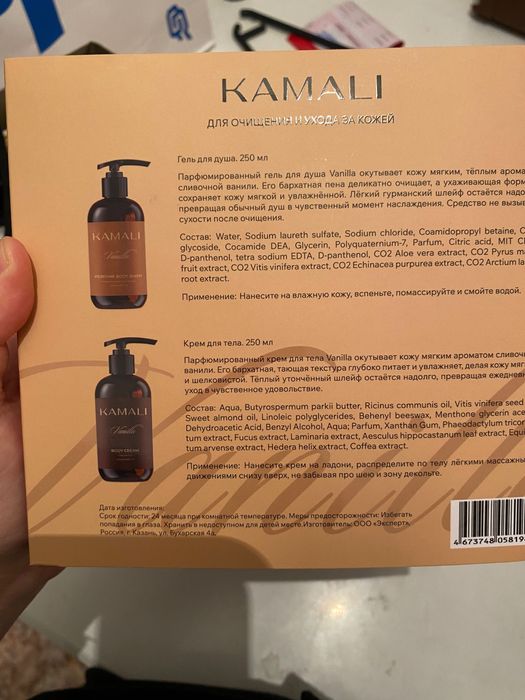 KAMALI
ДЛЯ ОЧИЩЕНИЯ И УХОДА ЗА КОЖЕЙ
Гель для душа. 250 мл
Парфюмированный гель для душа Vanilla окутывает кожу мягким, тёплым
сливочной ванили. Его бархатная пена деликатно очищает, а ухаживающая
сохраняет кожу мягкой и увлажнённой. Лёгкий гурманский шлейф остаётся
превращая обычный душ в чувственный момент наслаждения. Средство не
сухости после очищения.
Состав: Water, Sodium laureth sulfate, Sodium chloride, Coamidopropyl betaine,
glycoside, Cocamide DEA, Glycerin, Polyquaternium-7, Parfum, Citric acid, MIT
D-panthenol, tetra sodium EDTA, D-panthenol, CO2 Aloe vera extract, CO2 Pyrus
fruit extract, CO2 Vitis vinifera extract, CO2 Echinacea purpurea extract, CO2 Arctium
root extract.
Применение: Нанесите на влажную кожу, вспеньте, помассируйте и смойте водой.
KAMALI
Vanilla
Крем для тела. 250 мл
Парфюмированный крем для тела Vanilla окутывает кожу мягким ароматом
ванили. Его бархатная, тающая текстура глубоко питает и увлажняет, делая кожу
и шелковистой. Тёплый утончённый шлейф остаётся надолго, превращая
уход в чувственное удовольствие.
Состав: Aqua, Butyrospermum parkii butter, Ricinus communis oil, Vitis vinifera seed
Sweet almond oil, Linoleic polyglycerides, Behenyl beeswax, Menthone glycerin
Dehydroacetic Acid, Benzyl Alcohol, Aqua; Parfum, Xanthan Gum, Phaeodactylum
tum extract, Fucus extract, Laminaria extract, Aesculus hippocastanum leaf extract,
tum arvense extract, Hedera helix extract, Coffea extract.
Применение: Нанесите крем на ладони, распределите по телу лёгкими
движениями снизу вверх, не забывая про шею и зону декольте.
KAMALI
Vanilla
BODY CREAM
Дата изготовления:
Срок годности: 24 месяца при комнатной температуре. Меры предосторожности: Избегать
попадания в глаза. Хранить в недоступном для детей месте.Изготовитель: ООО «Эксперт»,
Россия, г. Казань, ул. Бухарская 4а.
4 673748 05819